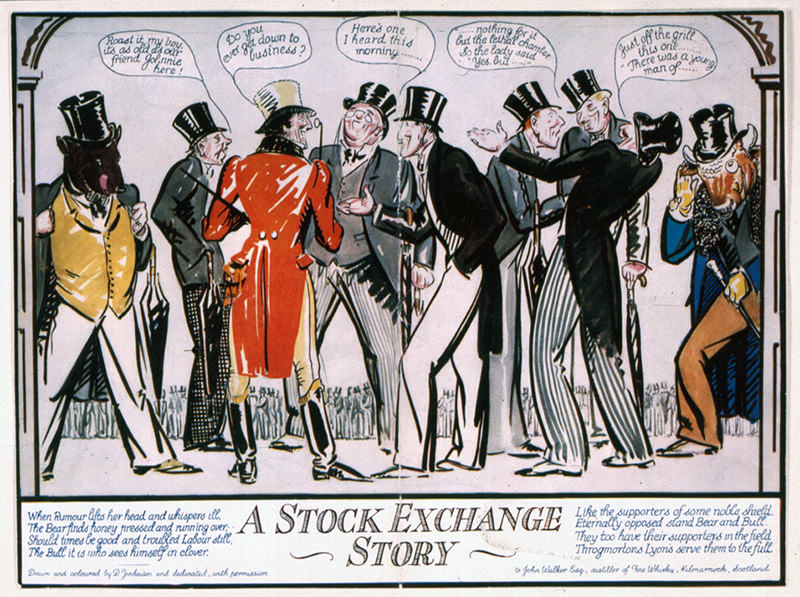 Roast it, my boy,
it's as old as our
friend Johnnie
here!
Do you
ever get down to
business?
Here's one
I heard this
morning......
...... nothing for it
but the lethal chamber.
So the lady said
"Yes, but ......
Just off the grill
this one ......
"There was a young
man of......
When Rumour lifts her head and whispers ill,
The Bear finds honey pressed and running over;
Should times be good and troubled Labour still,
The Bull it is who sees himself in clover.
A STOCK EXCHANGE
STORY
Like the supporters of some noble shield.
Eternally opposed stand Bear and Bull.
They too have their supporters in the field
Throgmortons Lyons serve them to the full.
Drawn and coloured by D. Zinkeisen and dedicated, with permission
to John Walker Esq., distiller of Fine Whisky, Kilmarnock, Scotland